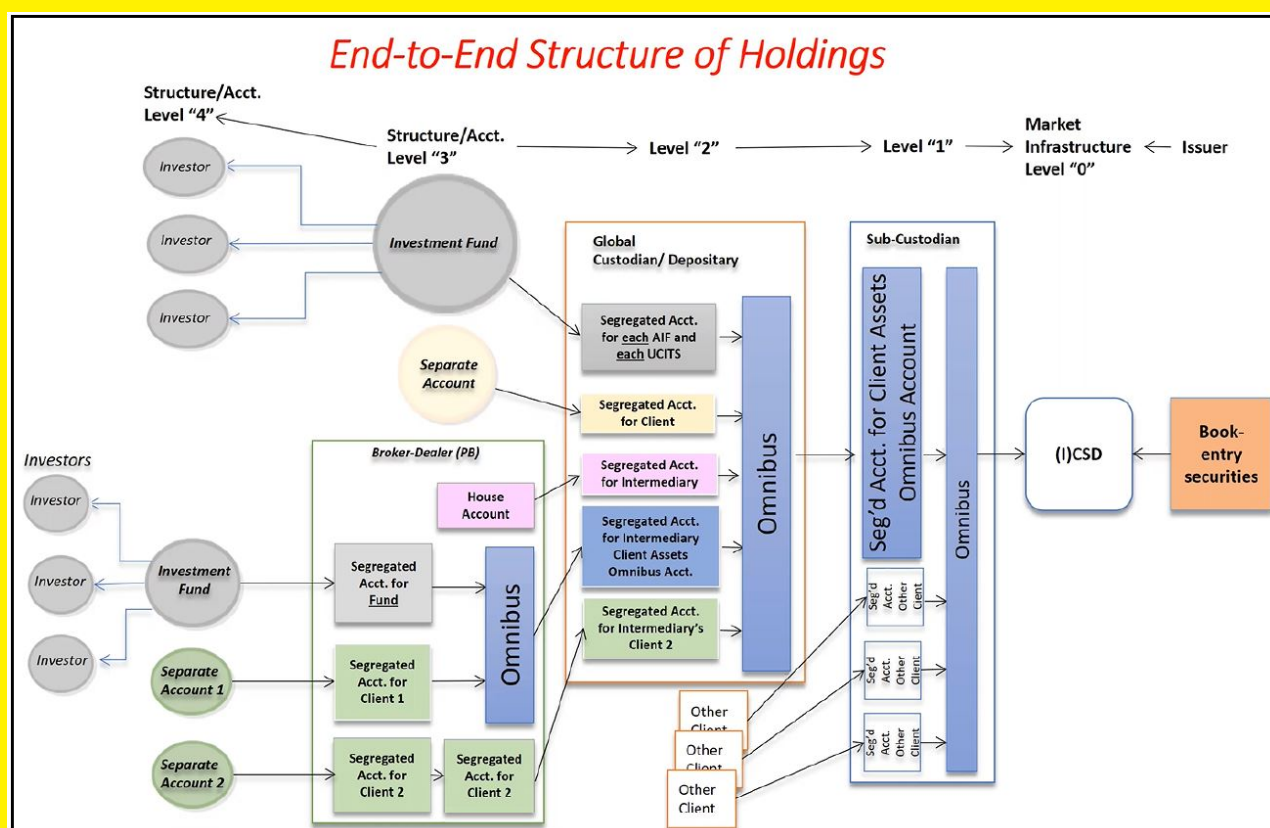 End-to-End Structure of Holdings
Structure/Acct.
Level “4”
Structure/Acct.
Level “3”
Level “2”
Level “1”
Market
Infrastructure
Level “0”
Issuer
Investor
Investor
Investor
Investment Fund
Separate
Account
Global
Custodian/ Depositary
Segregated Acct.
for each AIF and
each UCITS
Segregated Acct.
for Client
Segregated Acct.
for Intermediary
Segregated Acct.
for Intermediary
Client Assets
Omnibus Acct.
Segregated Acct.
for Intermediary’s
Client 2
Omnibus
Sub-Custodian
Seg’d Acct. for Client Assets
Omnibus Account
Omnibus
Seg’d
Acct.
Other
Client
Seg’d
Acct.
Other
Client
Seg’d
Acct.
Other
Client
(I)CSD
Book-
entry
securities
Investors
Investor
Investor
Investor
Investment
Fund
Separate
Account 1
Separate
Account 2
Broker-Dealer (PB)
House
Account
Segregated
Acct. for
Fund
Segregated
Acct. for
Client 1
Segregated
Acct. for
Client 2
Segregated
Acct. for
Client 2
Omnibus
Other
Client
Other
Client
Other
Client